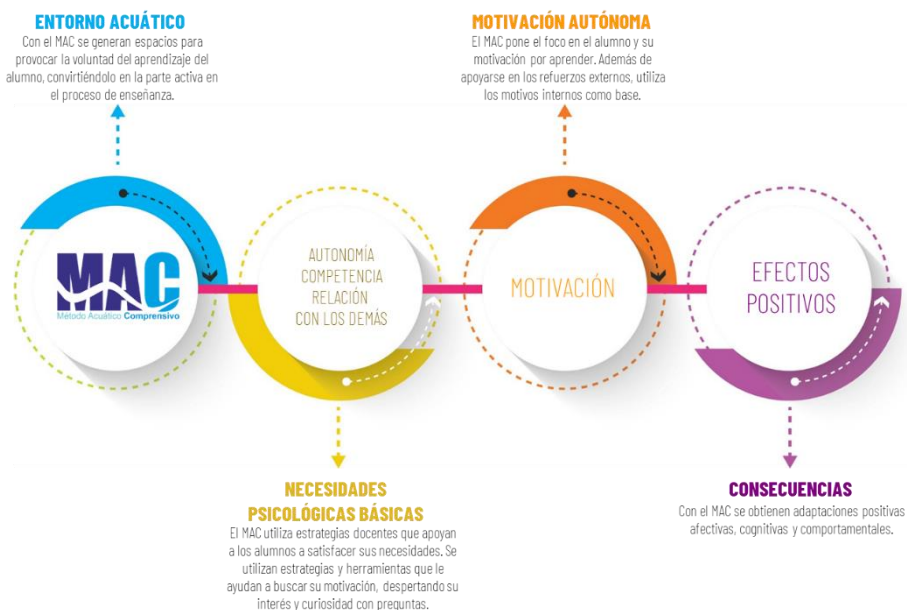 ENTORNO ACUÁTICO
Con el MAC se generan espacios para
provocar la voluntad del aprendizaje del
alumno, convirtiéndolo en la parte activa en
el proceso de enseñanza.
MOTIVACIÓN AUTÓNOMA
El MAC pone el foco en el alumno y su
motivación por aprender. Además de
apoyarse en los refuerzos externos, utiliza
los motivos internos como base.
MAC
Método Acuático Comprensivo
AUTONOMÍA
COMPETENCIA
RELACIÓN
CON LOS DEMÁS
MOTIVACIÓN
EFECTOS
POSITIVOS
NECESIDADES
PSICOLÓGICAS BÁSICAS
El MAC utiliza estrategias docentes que apoyan
a los alumnos a satisfacer sus necesidades. Se
utilizan estrategias y herramientas que le
ayudan a buscar su motivación, despertando su
interés y curiosidad con preguntas.
CONSECUENCIAS
Con el MAC se obtienen adaptaciones positivas
afectivas, cognitivas y comportamentales.